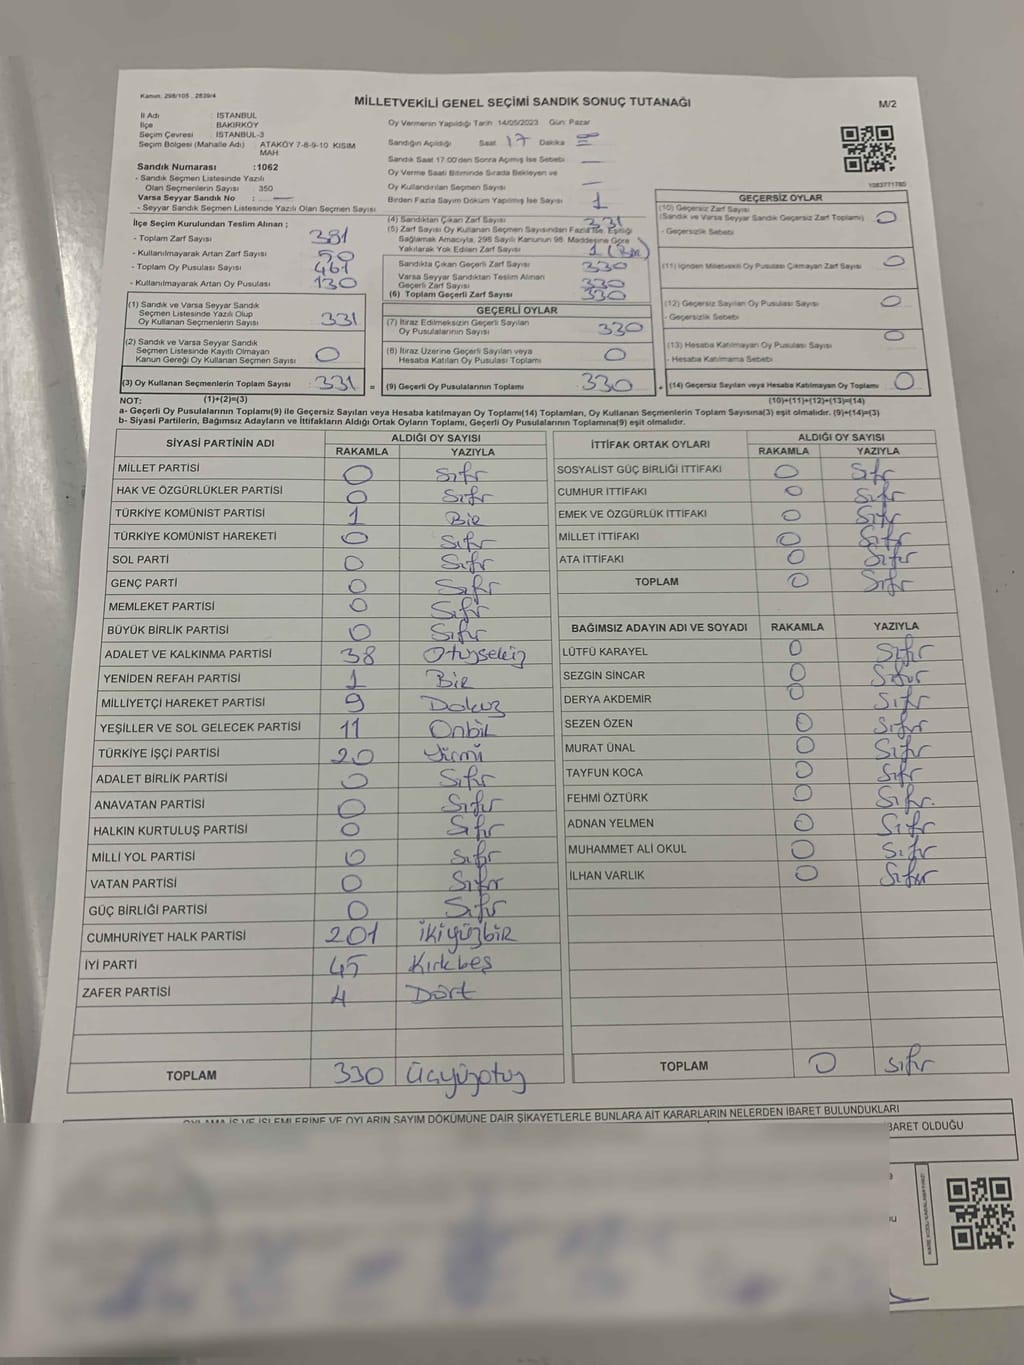 Kanun: 298/105 . 2839/4
MİLLETVEKİLİ GENEL SEÇİMİ SANDIK SONUÇ TUTANAĞI
M/2
İl Adı : İSTANBUL
İlçe : BAKIRKÖY
Seçim Çevresi : İSTANBUL-3
Seçim Bölgesi (Mahalle Adı) : ATAKÖY 7-8-9-10 KISIM MAH.
Sandık Numarası :1062
- Sandık Seçmen Listesinde Yazılı
Olan Seçmenlerin Sayısı : 350
Varsa Seyyar Sandık No : —
- Seyyar Sandık Seçmen Listesinde Yazılı Olan Seçmen Sayısı
Oy Vermenin Yapıldığı Tarih 14/05/2023 Gün: Pazar
Sandığın Açıldığı Saat 17 Dakika
Sandık Saat 17:00'den Sonra Açılmış İse Sebebi —
Oy Verme Saati Bitiminde Sırada Bekleyen ve
Oy Kullandırılan Seçmen Sayısı —
Birden Fazla Sayım Döküm Yapılmış İse Sayısı 1
1083771780
İlçe Seçim Kurulundan Teslim Alınan ;
- Toplam Zarf Sayısı : 381
- Kullanılmayarak Artan Zarf Sayısı : 50
- Toplam Oy Pusulası Sayısı : 461
- Kullanılmayarak Artan Oy Pusulası : 130
(4) Sandıktan Çıkan Zarf Sayısı 331
(5) Zarf Sayısı Oy Kullanan Seçmen Sayısından Fazla İse, Eşitliği
Sağlamak Amacıyla, 298 Sayılı Kanunun 98. Maddesine Göre
Yakılarak Yok Edilen Zarf Sayısı 1
Sandıkta Çıkan Geçerli Zarf Sayısı 330
Varsa Seyyar Sandıktan Teslim Alınan
Geçerli Zarf Sayısı 330
(6) Toplam Geçerli Zarf Sayısı 330
GEÇERSİZ OYLAR
(10) Geçersiz Zarf Sayısı
(Sandık ve Varsa Seyyar Sandık Geçersiz Zarf Toplamı) : 0
- Geçersizlik Sebebi
(11) İçinden Milletvekili Oy Pusulası Çıkmayan Zarf Sayısı : 0
(12) Geçersiz Sayılan Oy Pusulası Sayısı : 0
- Geçersizlik Sebebi
(13) Hesaba Katılmayan Oy Pusulası Sayısı : 0
- Hesaba Katılmama Sebebi
(1) Sandık ve Varsa Seyyar Sandık
Seçmen Listesinde Yazılı Olup
Oy Kullanan Seçmenlerin Sayısı : 331
(2) Sandık ve Varsa Seyyar Sandık
Seçmen Listesinde Kayıtlı Olmayan
Kanun Gereği Oy Kullanan Seçmen Sayısı : 0
GEÇERLİ OYLAR
(7) İtiraz Edilmeksizin Geçerli Sayılan
Oy Pusulalarının Sayısı : 330
(8) İtiraz Üzerine Geçerli Sayılan veya
Hesaba Katılan Oy Pusulası Toplamı : 0
(3) Oy Kullanan Seçmenlerin Toplam Sayısı : 331 = (9) Geçerli Oy Pusulalarının Toplamı : 330 + (14) Geçersiz Sayılan veya Hesaba Katılmayan Oy Toplamı : 0
NOT: (1)+(2)=(3) (10)+(11)+(12)+(13)=(14)
a- Geçerli Oy Pusulalarının Toplamı(9) ile Geçersiz Sayılan veya Hesaba katılmayan Oy Toplamı(14) Toplamları, Oy Kullanan Seçmenlerin Toplam Sayısına(3) eşit olmalıdır. (9)+(14)=(3)
b- Siyasi Partilerin, Bağımsız Adayların ve İttifakların Aldığı Ortak Oyların Toplamı, Geçerli Oy Pusulalarının Toplamına(9) eşit olmalıdır.
SİYASİ PARTİNİN ADI ALDIĞI OY SAYISI
RAKAMLA YAZIYLA
MİLLET PARTİSİ 0 Sıfır
HAK VE ÖZGÜRLÜKLER PARTİSİ 0 Sıfır
TÜRKİYE KOMÜNİST PARTİSİ 1 Bir
TÜRKİYE KOMÜNİST HAREKETİ 0 Sıfır
SOL PARTİ 0 Sıfır
GENÇ PARTİ 0 Sıfır
MEMLEKET PARTİSİ 0 Sıfır
BÜYÜK BİRLİK PARTİSİ 0 Sıfır
ADALET VE KALKINMA PARTİSİ 38 Otuzsekiz
YENİDEN REFAH PARTİSİ 1 Bir
MİLLİYETÇİ HAREKET PARTİSİ 9 Dokuz
YEŞİLLER VE SOL GELECEK PARTİSİ 11 Onbir
TÜRKİYE İŞÇİ PARTİSİ 20 Yirmi
ADALET BİRLİK PARTİSİ 0 Sıfır
ANAVATAN PARTİSİ 0 Sıfır
HALKIN KURTULUŞ PARTİSİ 0 Sıfır
MİLLİ YOL PARTİSİ 0 Sıfır
VATAN PARTİSİ 0 Sıfır
GÜÇ BİRLİĞİ PARTİSİ 0 Sıfır
CUMHURİYET HALK PARTİSİ 201 ikiyüzbir
İYİ PARTİ 45 Kırkbeş
ZAFER PARTİSİ 4 Dört
TOPLAM 330 Üçyüzotuz
İTTİFAK ORTAK OYLARI ALDIĞI OY SAYISI
RAKAMLA YAZIYLA
SOSYALİST GÜÇ BİRLİĞİ İTTİFAKI 0 Sıfır
CUMHUR İTTİFAKI 0 Sıfır
EMEK VE ÖZGÜRLÜK İTTİFAKI 0 Sıfır
MİLLET İTTİFAKI 0 Sıfır
ATA İTTİFAKI 0 Sıfır
TOPLAM 0 Sıfır
BAĞIMSIZ ADAYIN ADI VE SOYADI RAKAMLA YAZIYLA
LÜTFÜ KARAYEL 0 Sıfır
SEZGİN SİNCAR 0 Sıfır
DERYA AKDEMİR 0 Sıfır
SEZEN ÖZEN 0 Sıfır
MURAT ÜNAL 0 Sıfır
TAYFUN KOCA 0 Sıfır
FEHMİ ÖZTÜRK 0 Sıfır.
ADNAN YELMEN 0 Sıfır
MUHAMMET ALİ OKUL 0 Sıfır
İLHAN VARLIK 0 Sıfır
TOPLAM 0 sıfır
İŞ VE İŞLEMLERİNE VE OYLARIN SAYIM DÖKÜMÜNE DAİR ŞİKAYETLERLE BUNLARA AİT KARARLARIN NELERDEN İBARET BULUNDUKLARI
OLDUĞU